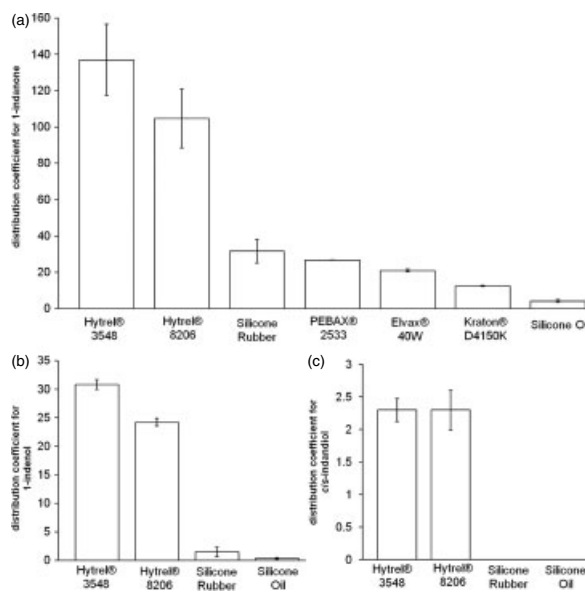 (a)
distribution coefficient for 1-indanone
160
140
120
100
80
60
40
20
0
Hytrel®
3548
Hytrel®
8206
Silicone
Rubber
PEBAX®
2533
Elvax®
40W
Kraton®
D4150K
Silicone O
(b)
distribution coefficient for
1-indenol
35
30
25
20
15
10
5
0
Hytrel®
3548
Hytrel®
8206
Silicone
Rubber
Silicone
Oil
(c)
distribution coefficient for
cis-indandiol
3
2.5
2
1.5
1
0.5
0
Hytrel®
3548
Hytrel®
8206
Silicone
Rubber
Silicone
Oil